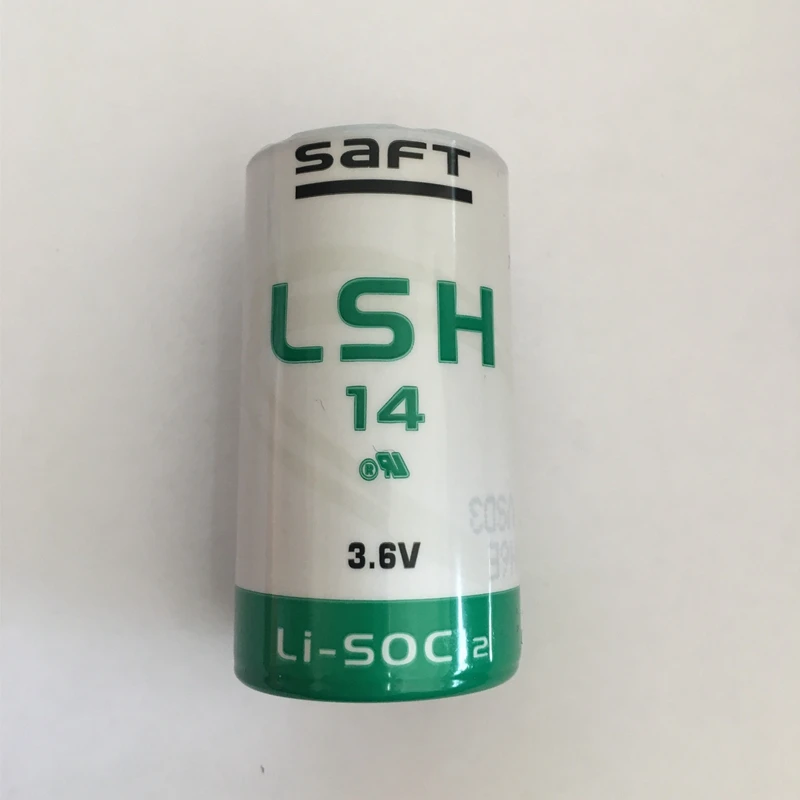 SAFT
LSH
14
3.6V
Li-SOCl2